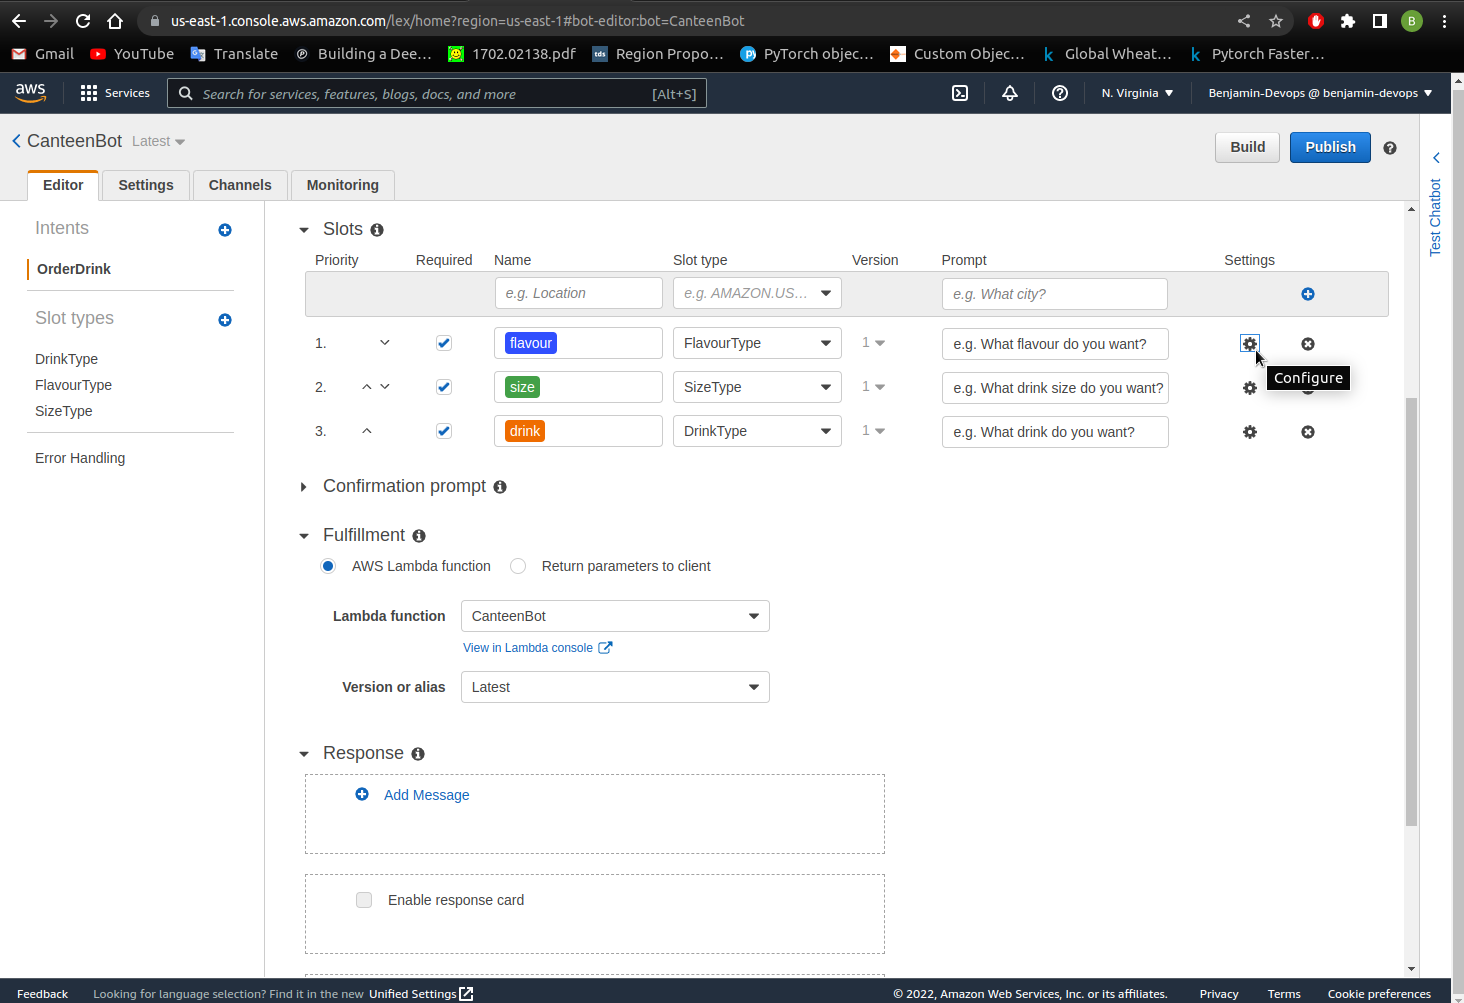 us-east-1.console.aws.amazon.com/lex/home?region=us-east-1#bot-editor:bot=CanteenBot
B
Gmail YouTube Translate Building a Dee… 1702.02138.pdf tds Region Propo… PyTorch objec… Custom Objec… k Global Wheat… k Pytorch Faster…
aws Services Search for services, features, blogs, docs, and more [Alt+S] N. Virginia Benjamin-Devops @ benjamin-devops
CanteenBot Latest Build Publish
Editor Settings Channels Monitoring
Test Chatbot
Intents
OrderDrink
Slot types
DrinkType
FlavourType
SizeType
Error Handling
Slots
Priority Required Name Slot type Version Prompt Settings
e.g. Location e.g. AMAZON.US… e.g. What city?
1. flavour FlavourType 1 e.g. What flavour do you want?
Configure
2. size SizeType 1 e.g. What drink size do you want?
3. drink DrinkType 1 e.g. What drink do you want?
Confirmation prompt
Fulfillment
AWS Lambda function Return parameters to client
Lambda function CanteenBot
View in Lambda console
Version or alias Latest
Response
Add Message
Enable response card
Feedback Looking for language selection? Find it in the new Unified Settings © 2022, Amazon Web Services, Inc. or its affiliates. Privacy Terms Cookie preferences